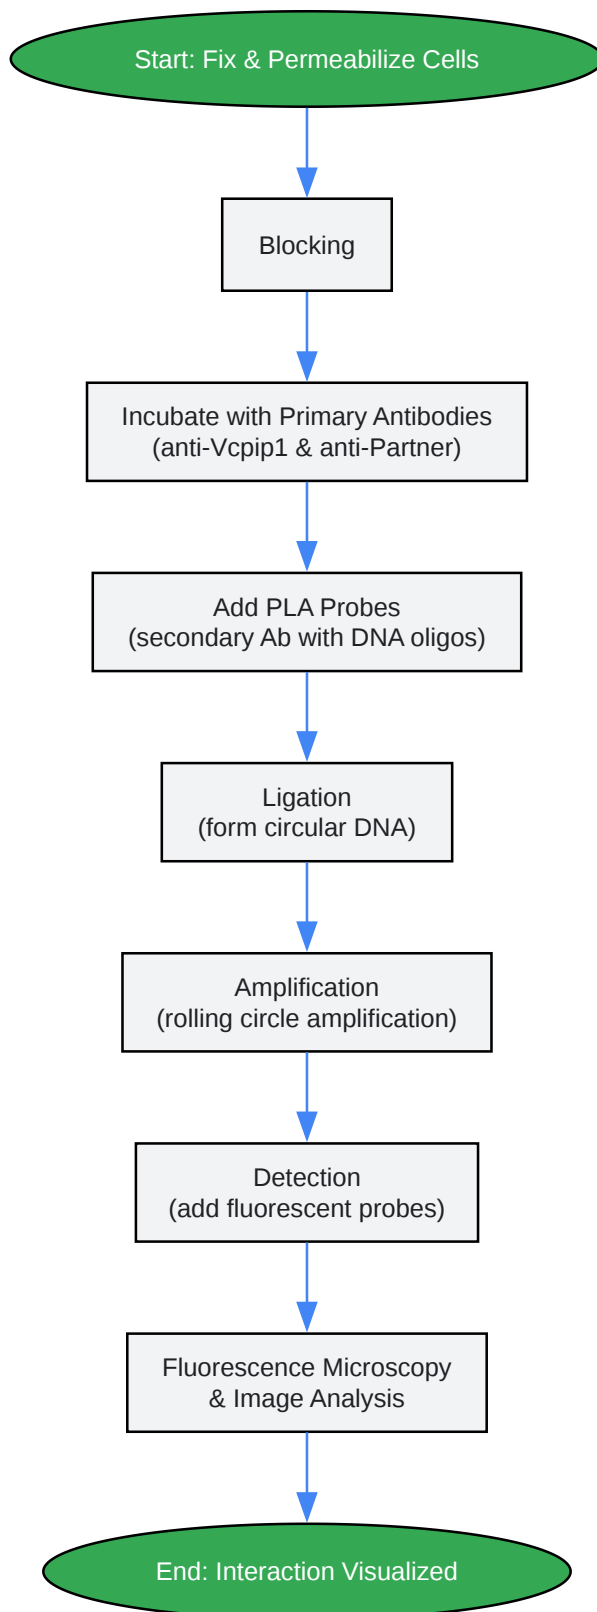 Start: Fix & Permeabilize Cells
Blocking
Incubate with Primary Antibodies
(anti-Vcpip1 & anti-Partner)
Add PLA Probes
(secondary Ab with DNA oligos)
Ligation
(form circular DNA)
Amplification
(rolling circle amplification)
Detection
(add fluorescent probes)
Fluorescence Microscopy
& Image Analysis
End: Interaction Visualized